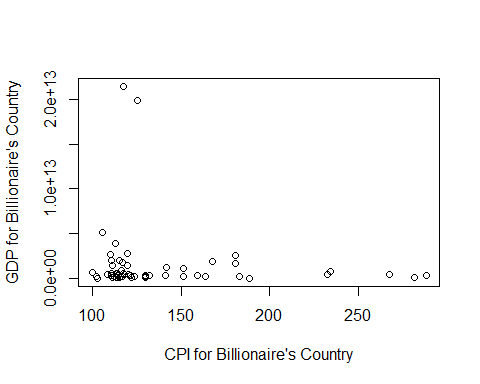 GDP for Billionaire's Country
2.0e+13
1.0e+13
0.0e+00
100
150
200
250
CPI for Billionaire's Country